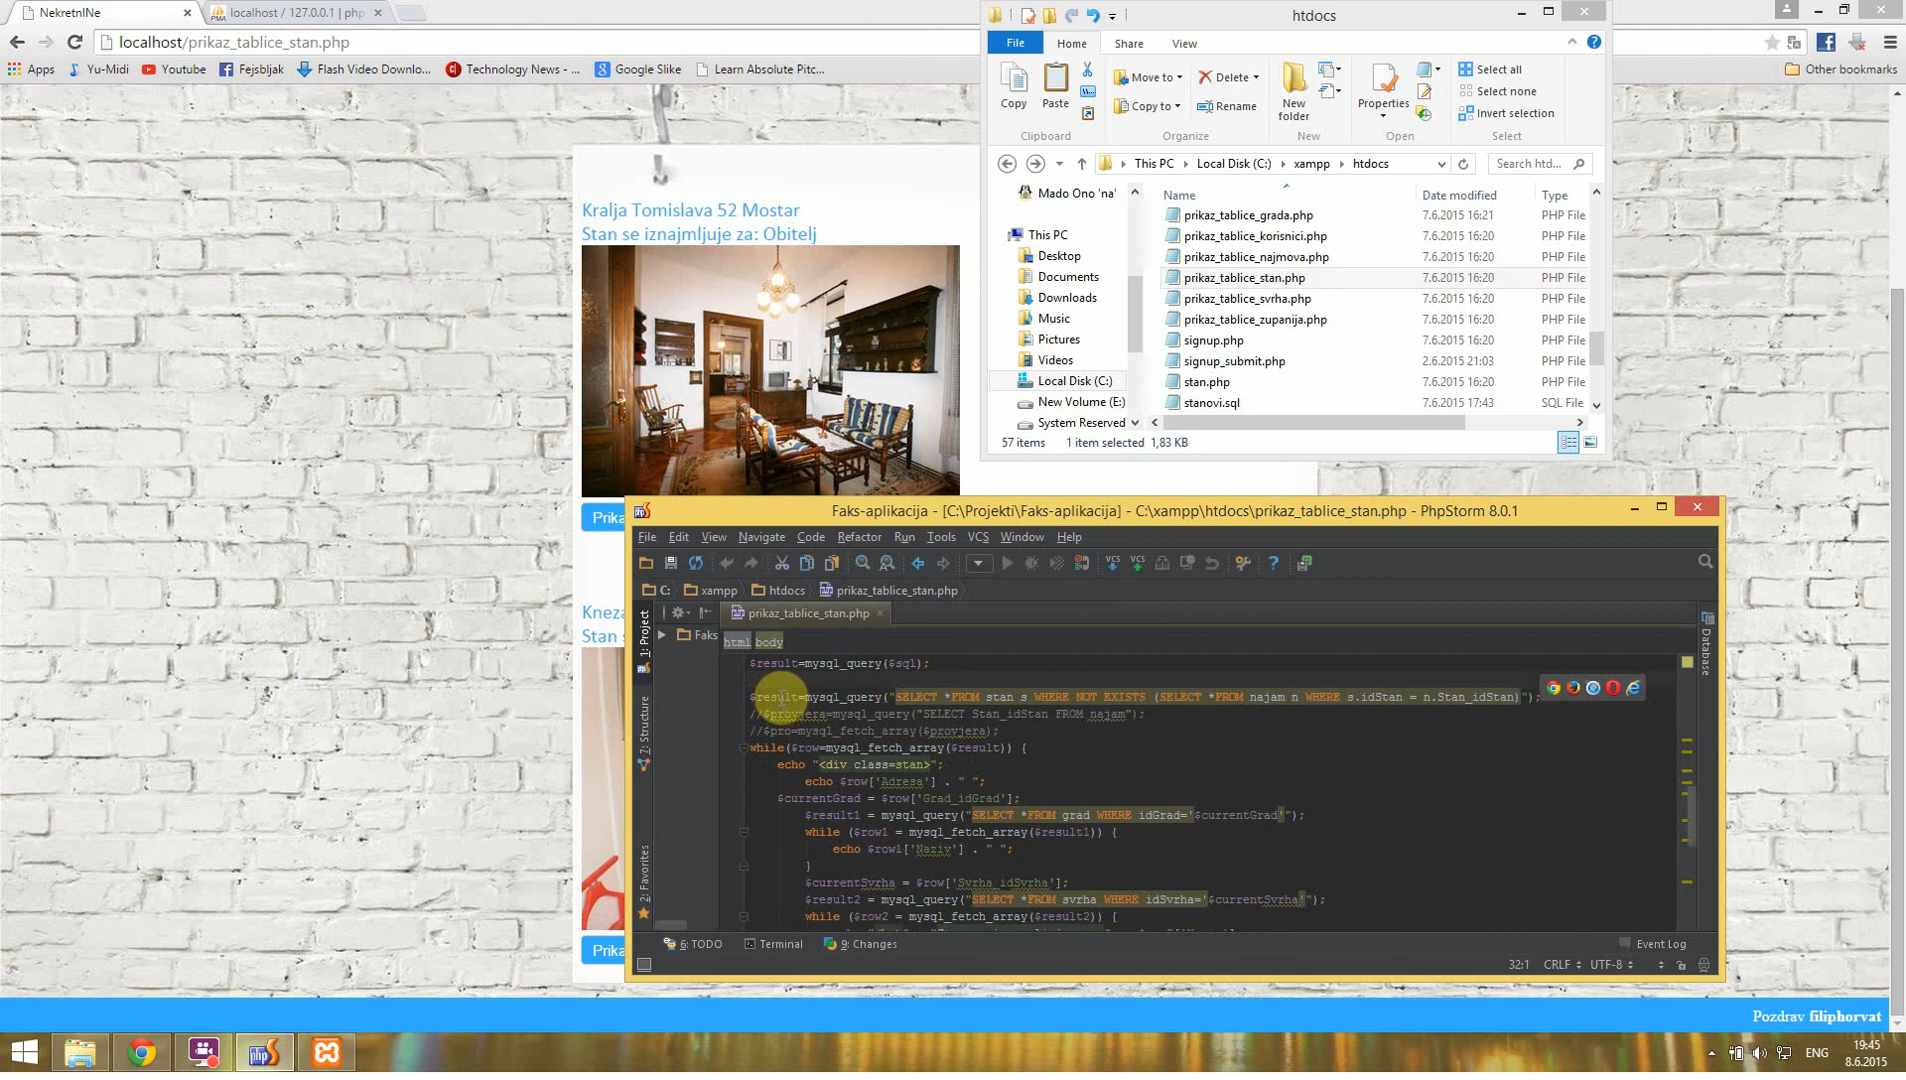 NekretnINe
localhost / 127.0.0.1 | php
localhost/prikaz_tablice_stan.php
Apps
Yu-Midi
Youtube
Fejsbljak
Flash Video Downlo...
Technology News - ...
Google Slike
Learn Absolute Pitc...
Other bookmarks
Kralja Tomislava 52 Mostar
Stan se iznajmljuje za: Obitelj
Prika
Kneza
Stan s
Prika
Pozdrav filiphorvat
htdocs
File
Home
Share
View
Copy
Paste
Move to
Copy to
Delete
Rename
New folder
Properties
Select all
Select none
Invert selection
Clipboard
Organize
New
Open
Select
This PC
Local Disk (C:)
xampp
htdocs
Search htd...
Mado Ono 'na'
This PC
Desktop
Documents
Downloads
Music
Pictures
Videos
Local Disk (C:)
New Volume (E:)
System Reserved
Name Date modified Type
prikaz_tablice_grada.php 7.6.2015 16:21 PHP File
prikaz_tablice_korisnici.php 7.6.2015 16:20 PHP File
prikaz_tablice_najmova.php 7.6.2015 16:20 PHP File
prikaz_tablice_stan.php 7.6.2015 16:20 PHP File
prikaz_tablice_svrha.php 7.6.2015 16:20 PHP File
prikaz_tablice_zupanija.php 7.6.2015 16:20 PHP File
signup.php 7.6.2015 16:20 PHP File
signup_submit.php 2.6.2015 21:03 PHP File
stan.php 7.6.2015 16:20 PHP File
stanovi.sql 7.6.2015 17:43 SQL File
57 items 1 item selected 1,83 KB
Faks-aplikacija - [C:\Projekti\Faks-aplikacija] - C:\xampp\htdocs\prikaz_tablice_stan.php - PhpStorm 8.0.1
File Edit View Navigate Code Refactor Run Tools VCS Window Help
C: xampp htdocs prikaz_tablice_stan.php
prikaz_tablice_stan.php
1: Project
7: Structure
2: Favorites
Database
Faks
html body
$result=mysql_query($sql);
$result=mysql_query("SELECT *FROM stan s WHERE NOT EXISTS (SELECT *FROM najam n WHERE s.idStan = n.Stan_idStan)");
//$provjera=mysql_query("SELECT Stan_idStan FROM najam");
//$pro=mysql_fetch_array($provjera);
while($row=mysql_fetch_array($result)) {
echo "<div class=stan>";
echo $row['Adresa'] . " ";
$currentGrad = $row['Grad_idGrad'];
$result1 = mysql_query("SELECT *FROM grad WHERE idGrad='$currentGrad'");
while ($row1 = mysql_fetch_array($result1)) {
echo $row1['Naziv'] . " ";
}
$currentSvrha = $row['Svrha_idSvrha'];
$result2 = mysql_query("SELECT *FROM svrha WHERE idSvrha='$currentSvrha'");
while ($row2 = mysql_fetch_array($result2)) {
6: TODO
Terminal
9: Changes
Event Log
32:1 CRLF UTF-8
ENG
19:45
8.6.2015